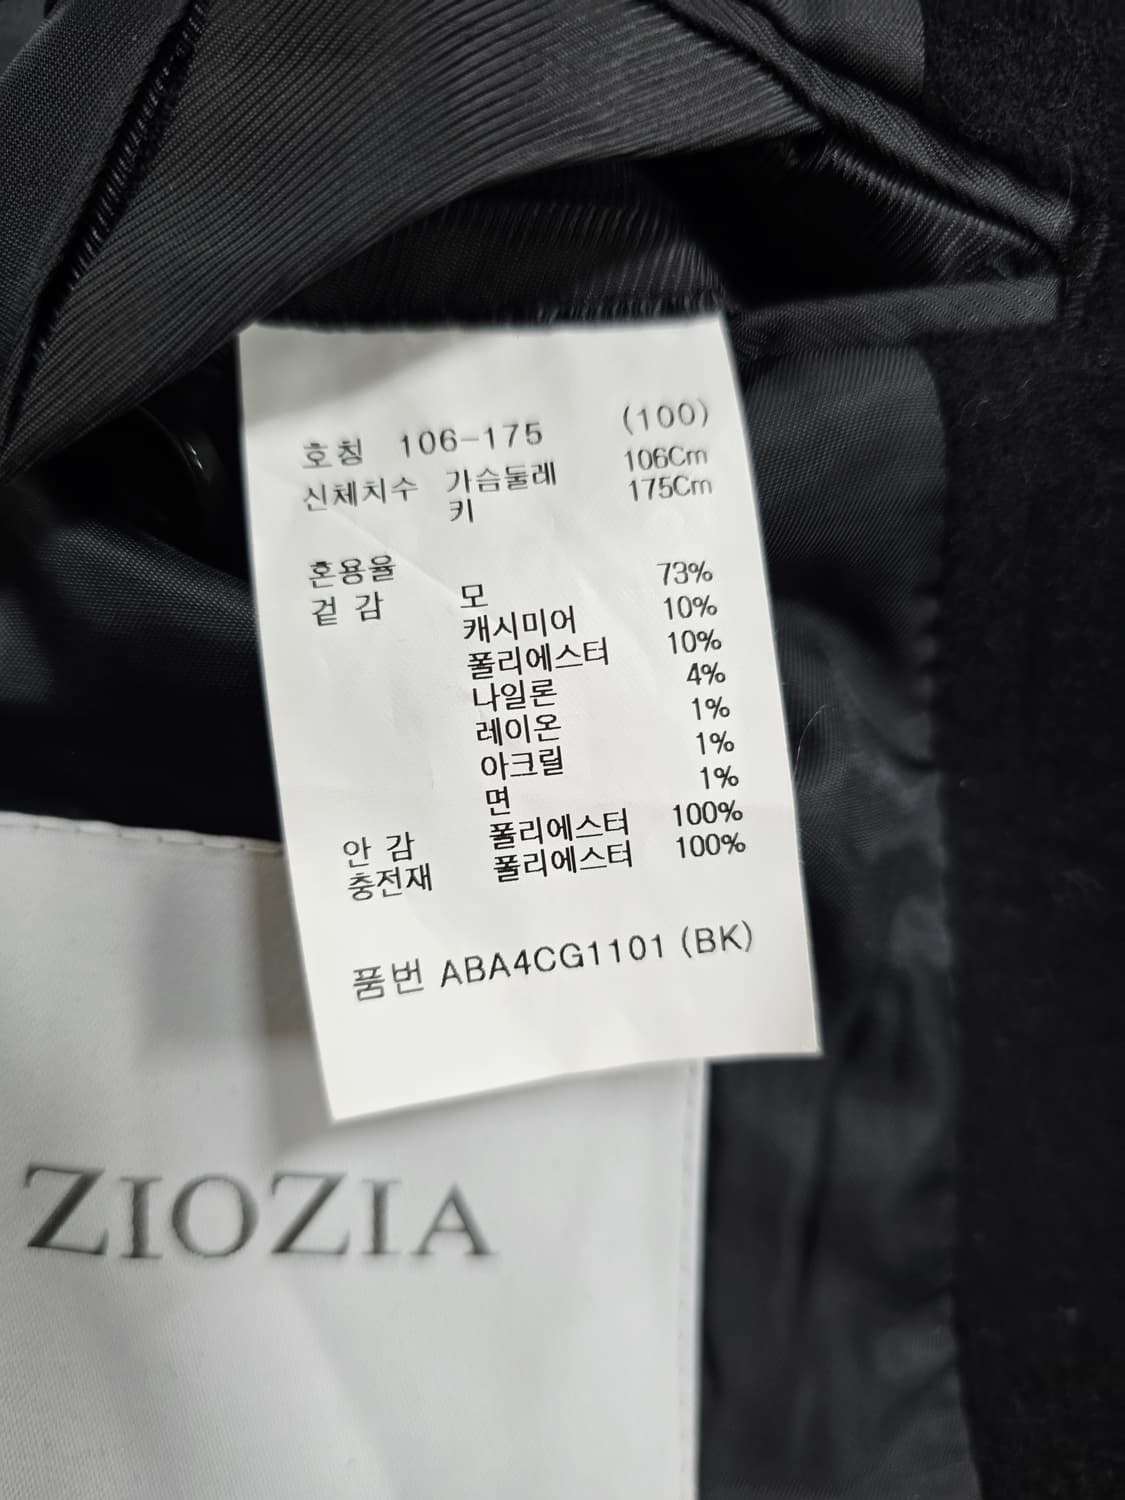 호칭 106-175 (100)
신체치수 가슴둘레 106Cm
키 175Cm
혼용율
겉 감 모 73%
캐시미어 10%
폴리에스터 10%
나일론 4%
레이온 1%
아크릴 1%
면 1%
안 감 폴리에스터 100%
충전재 폴리에스터 100%
품번 ABA4CG1101 (BK)
ZIOZIA